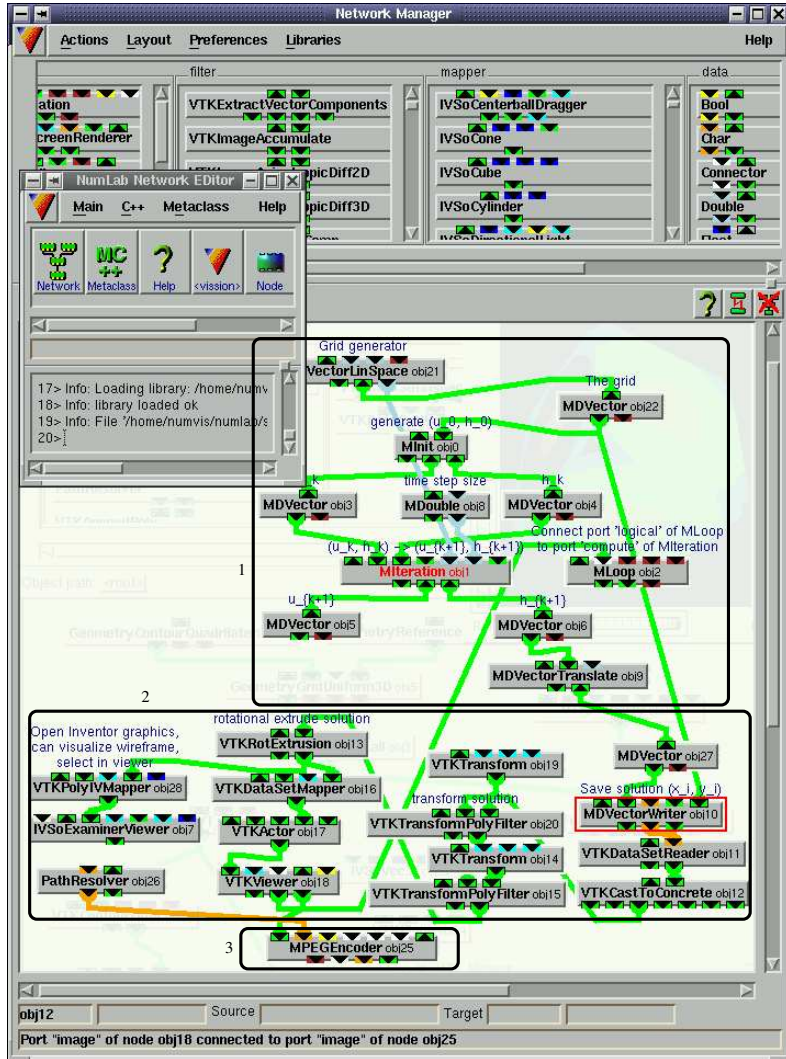 Network Manager
Actions Layout Preferences Libraries Help
filter
mapper
data
ation
creenRenderer
VTKExtractVectorComponents
VTKImageAccumulate
opicDiff2D
opicDiff3D
IVSoCenterballDragger
IVSoCone
IVSoCube
IVSoCylinder
IVSoDirectionalLight
Bool
Char
Connector
Double
Float
NumLab Network EDitor
Main C++ Metaclass Help
MC
++
Network Metaclass Help <vission> Node
17> Info: Loading library: /home/numv
18> Info: library loaded ok
19> Info: File '/home/numvis/numlab/s
20>
Grid generator
VectorLinSpace obj21
The grid
MDVector obj22
generate (u_0, h_0)
MInit obj0
_k
time step size
h_k
MDVector obj3
MDouble obj8
MDVector obj4
Connect port 'logical' of MLoop
to port 'compute' of MIteration
(u_k, h_k) -> (u_{k+1}, h_{k+1})
1
MIteration obj1
MLoop obj2
Object path
u_{k+1}
h_{k+1}
MDVector obj5
MDVector obj6
MDVectorTranslate obj9
2
Open Inventor graphics,
can visualize wireframe,
select in viewer
rotational extrude solution
VTKRotExtrusion obj13
VTKTransform obj19
MDVector obj27
VTKPolyIVMapper obj28
VTKDataSetMapper obj16
transform solution
Save solution (x_i, y_i)
IVSoExaminerViewer obj7
VTKActor obj17
VTKTransformPolyFilter obj20
MDVectorWriter obj10
VTKTransform obj14
VTKDataSetReader obj11
PathResolver obj26
VTKViewer obj18
VTKTransformPolyFilter obj15
VTKCastToConcrete obj12
3
MPEGEncoder obj25
obj12
Source
Target
Port "image" of node obj18 connected to port "image" of node obj25